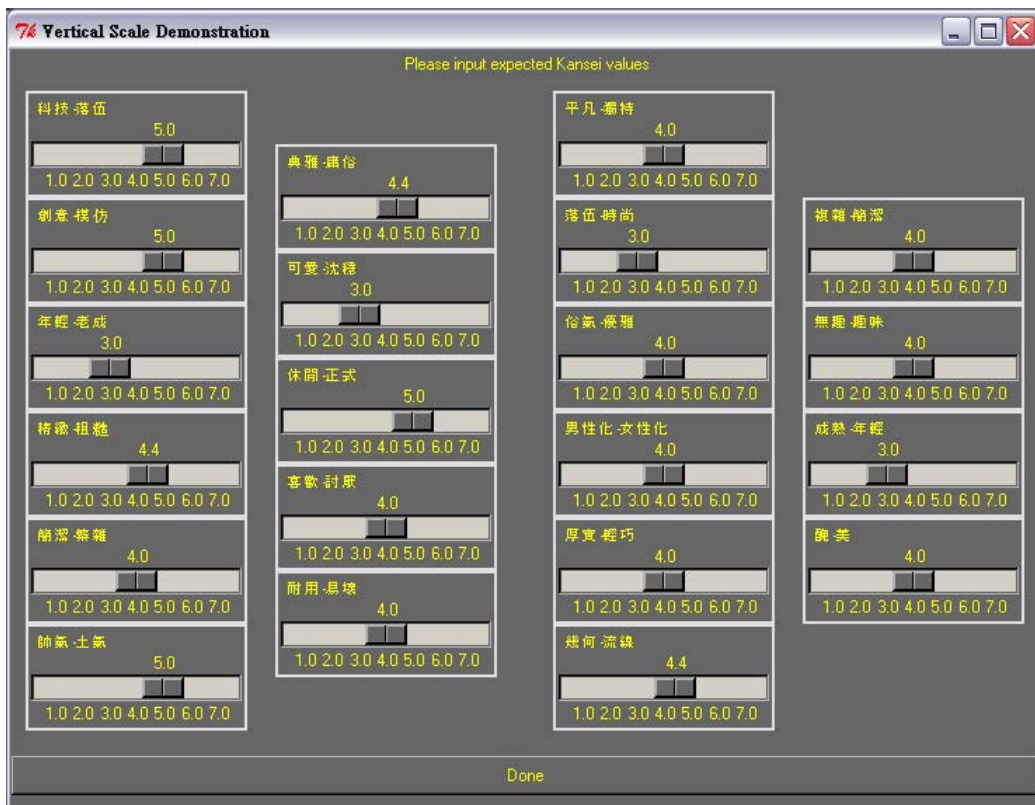 Vertical Scale Demonstration
Please input expected Kansei values
科技-落伍
5.0
1.0 2.0 3.0 4.0 5.0 6.0 7.0
創意-模仿
5.0
1.0 2.0 3.0 4.0 5.0 6.0 7.0
年輕-老成
3.0
1.0 2.0 3.0 4.0 5.0 6.0 7.0
精緻-粗糙
4.4
1.0 2.0 3.0 4.0 5.0 6.0 7.0
簡潔-繁雜
4.0
1.0 2.0 3.0 4.0 5.0 6.0 7.0
帥氣-土氣
5.0
1.0 2.0 3.0 4.0 5.0 6.0 7.0
典雅-庸俗
4.4
1.0 2.0 3.0 4.0 5.0 6.0 7.0
可愛-沈穩
3.0
1.0 2.0 3.0 4.0 5.0 6.0 7.0
休閒-正式
5.0
1.0 2.0 3.0 4.0 5.0 6.0 7.0
喜歡-討厭
4.0
1.0 2.0 3.0 4.0 5.0 6.0 7.0
耐用-易壞
4.0
1.0 2.0 3.0 4.0 5.0 6.0 7.0
平凡-獨特
4.0
1.0 2.0 3.0 4.0 5.0 6.0 7.0
落伍-時尚
3.0
1.0 2.0 3.0 4.0 5.0 6.0 7.0
俗氣-優雅
4.0
1.0 2.0 3.0 4.0 5.0 6.0 7.0
男性化-女性化
4.0
1.0 2.0 3.0 4.0 5.0 6.0 7.0
厚實-輕巧
4.0
1.0 2.0 3.0 4.0 5.0 6.0 7.0
幾何-流線
4.4
1.0 2.0 3.0 4.0 5.0 6.0 7.0
複雜-簡潔
4.0
1.0 2.0 3.0 4.0 5.0 6.0 7.0
無趣-趣味
4.0
1.0 2.0 3.0 4.0 5.0 6.0 7.0
成熟-年輕
3.0
1.0 2.0 3.0 4.0 5.0 6.0 7.0
醜-美
4.0
1.0 2.0 3.0 4.0 5.0 6.0 7.0
Done